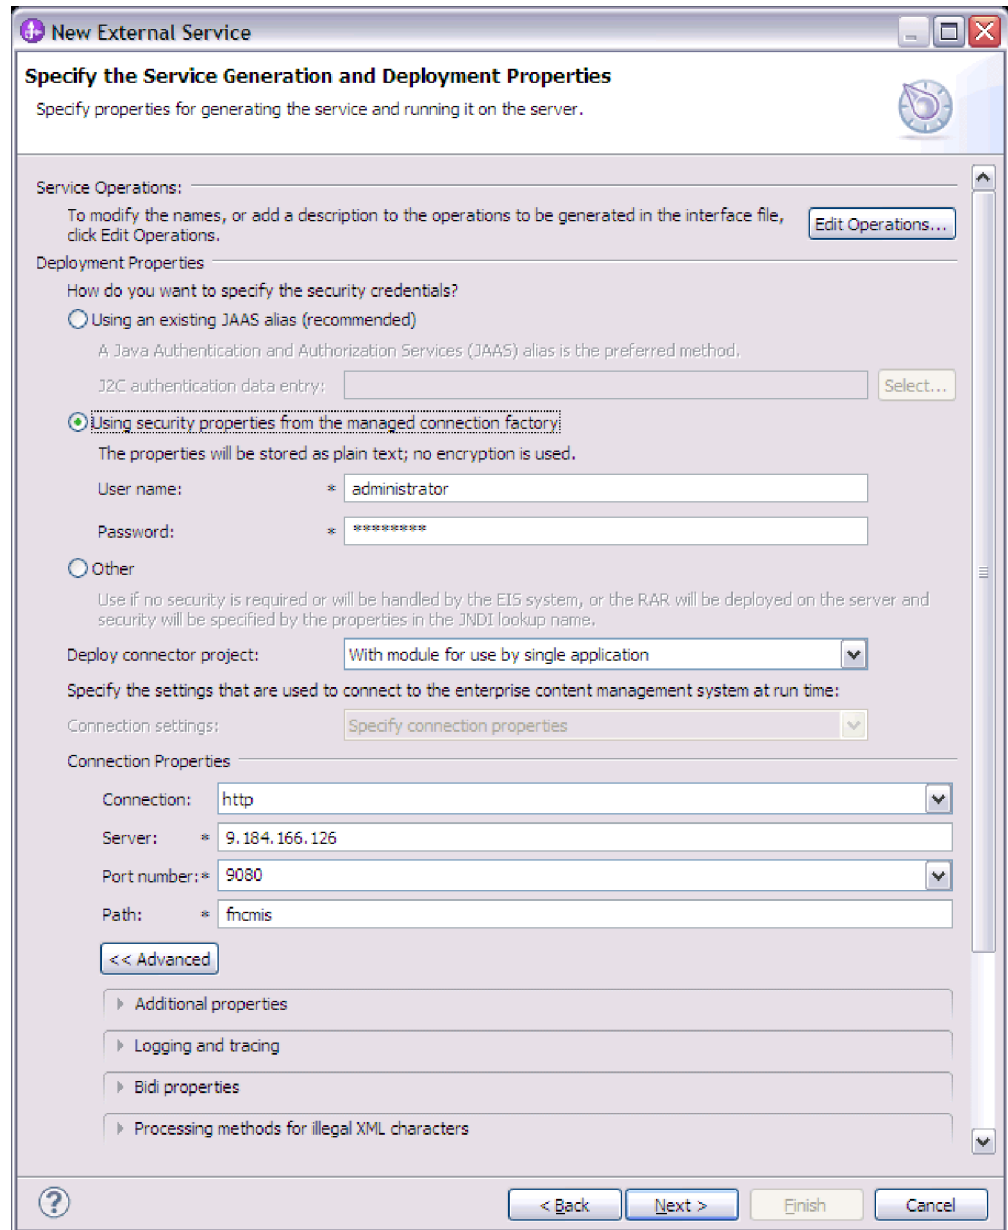 New External Service
Specify the Service Generation and Deployment Properties
Specify properties for generating the service and running it on the server.
Service Operations:
To modify the names, or add a description to the operations to be generated in the interface file,
click Edit Operations.
Edit Operations...
Deployment Properties
How do you want to specify the security credentials?
Using an existing JAAS alias (recommended)
A Java Authentication and Authorization Services (JAAS) alias is the preferred method.
J2C authentication data entry:
Select...
Using security properties from the managed connection factory
The properties will be stored as plain text; no encryption is used.
User name: * administrator
Password: * ********
Other
Use if no security is required or will be handled by the EIS system, or the RAR will be deployed on the server and
security will be specified by the properties in the JNDI lookup name.
Deploy connector project: With module for use by single application
Specify the settings that are used to connect to the enterprise content management system at run time:
Connection settings: Specify connection properties
Connection Properties
Connection: http
Server: * 9.184.166.126
Port number:* 9080
Path: * fncmis
<< Advanced
Additional properties
Logging and tracing
Bidi properties
Processing methods for illegal XML characters
? < Back Next > Finish Cancel